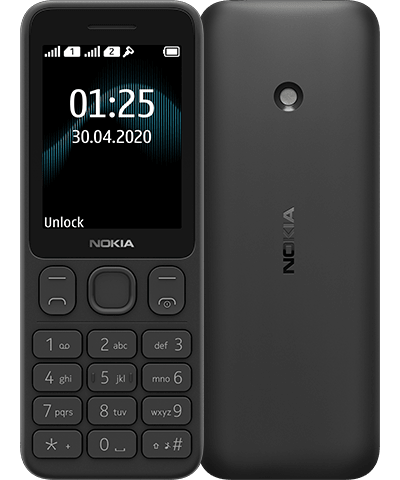 1 2
01:25
30.04.2020
Unlock
NOKIA
1 2 abc def 3
4 ghi 5 jkl mno 6
7 pqrs 8 tuv wxyz 9
* + 0 #
NOKIA